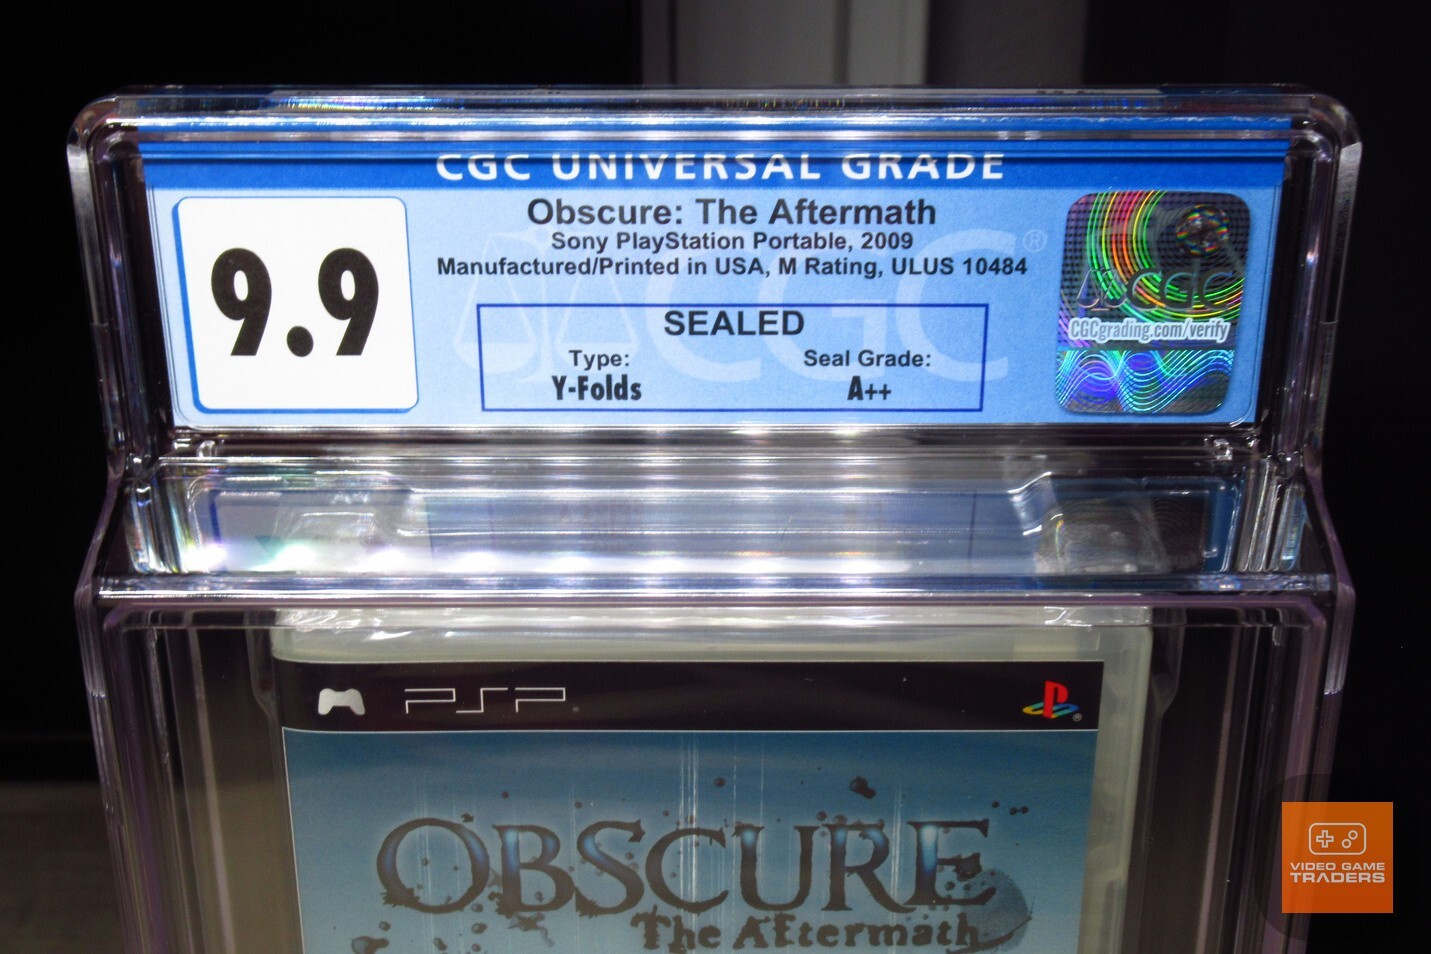 CGC UNIVERSAL GRADE
9.9
Obscure: The Aftermath
Sony PlayStation Portable, 2009
Manufactured/Printed in USA, M Rating, ULUS 10484
SEALED
Type: Seal Grade:
Y-Folds A++
CGC
CGC ®
CGCgrading.com/verify
PSP
OBSCURE
The Aftermath
VIDEO GAME
TRADERS